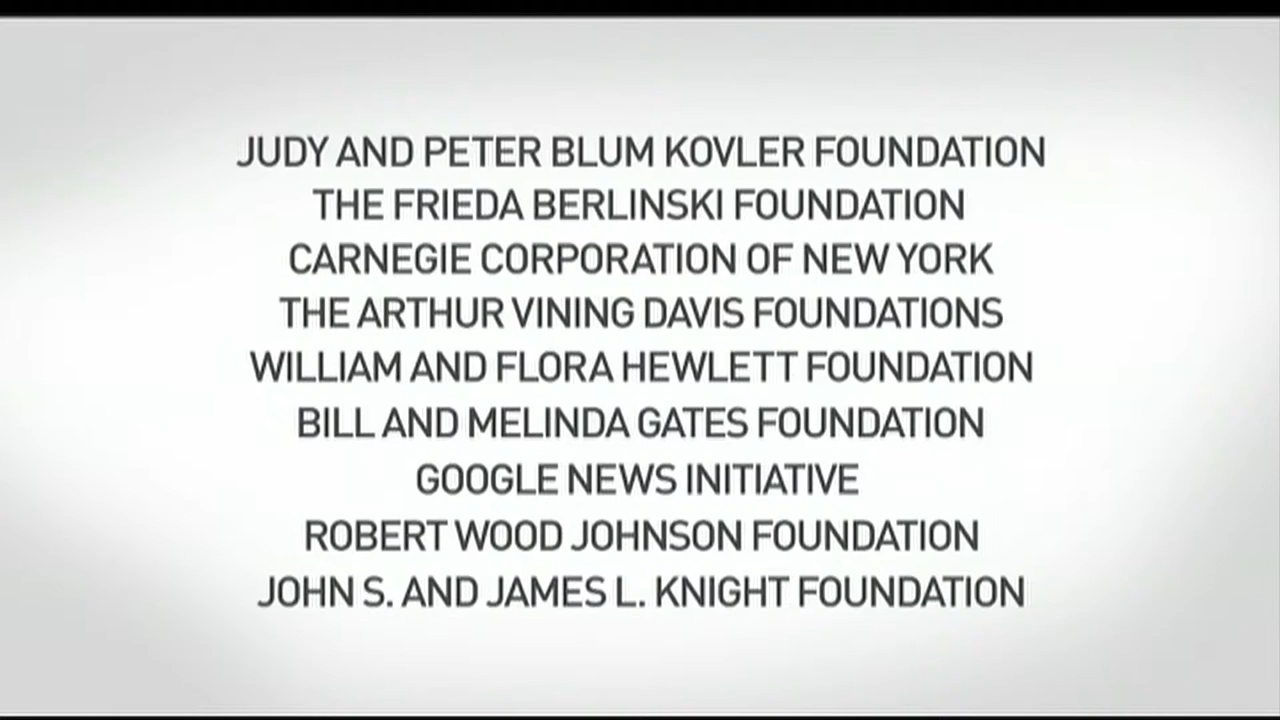 JUDY AND PETER BLUM KOVLER FOUNDATION
THE FRIEDA BERLINSKI FOUNDATION
CARNEGIE CORPORATION OF NEW YORK
THE ARTHUR VINING DAVIS FOUNDATIONS
WILLIAM AND FLORA HEWLETT FOUNDATION
BILL AND MELINDA GATES FOUNDATION
GOOGLE NEWS INITIATIVE
ROBERT WOOD JOHNSON FOUNDATION
JOHN S. AND JAMES L. KNIGHT FOUNDATION